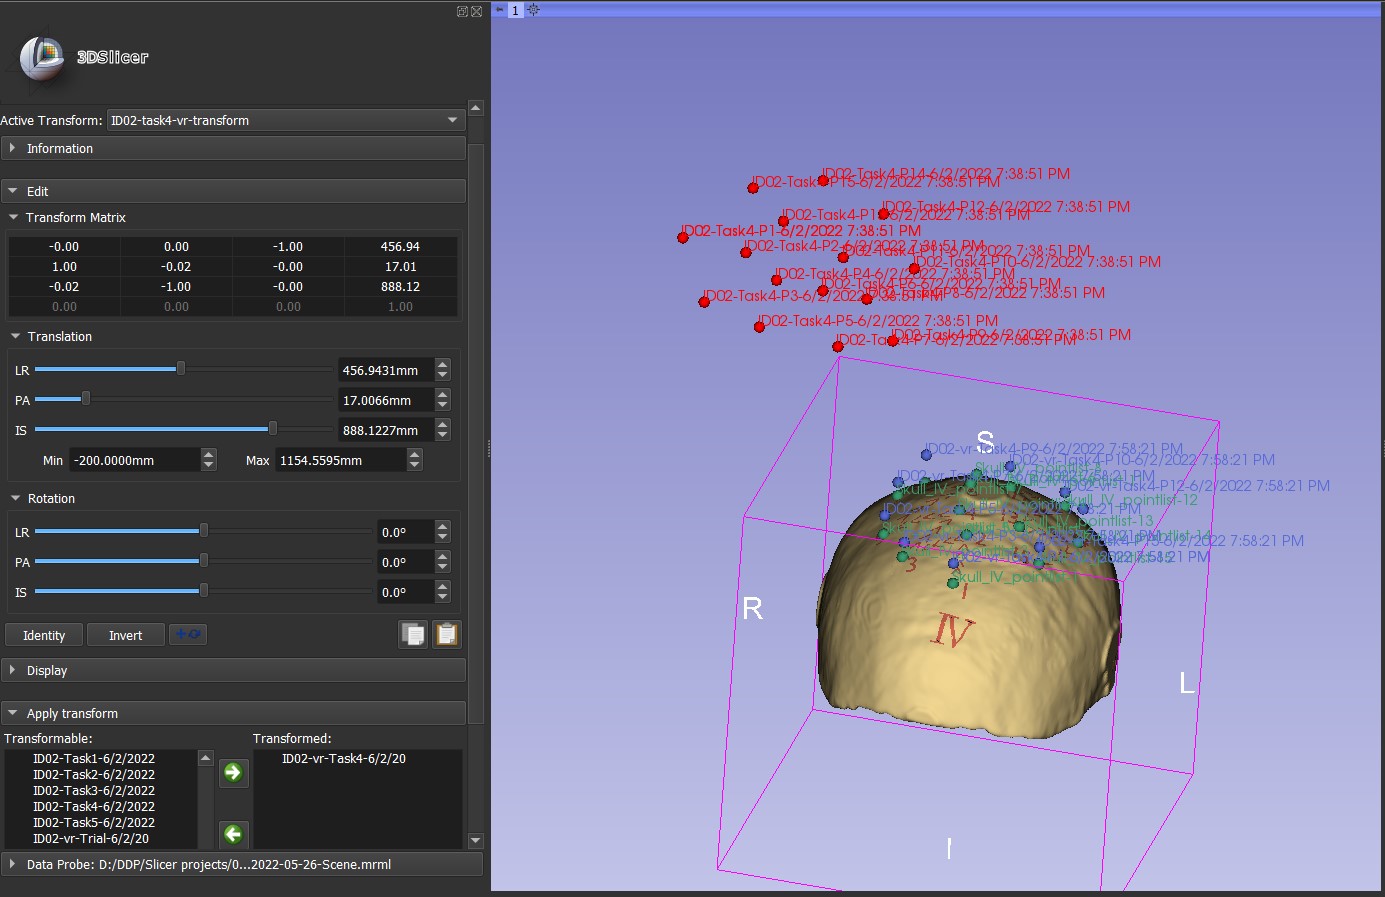 1
3DSlicer
Active Transform: ID02-task4-vr-transform
Information
Edit
Transform Matrix
-0.00 0.00 -1.00 456.94
1.00 -0.02 -0.00 17.01
-0.02 -1.00 -0.00 888.12
0.00 0.00 0.00 1.00
Translation
LR 456.9431mm
PA 17.0066mm
IS 888.1227mm
Min -200.0000mm Max 1154.5595mm
Rotation
LR 0.0°
PA 0.0°
IS 0.0°
Identity Invert
Display
Apply transform
Transformable: Transformed:
ID02-Task1-6/2/2022 ID02-vr-Task4-6/2/20
ID02-Task2-6/2/2022
ID02-Task3-6/2/2022
ID02-Task4-6/2/2022
ID02-Task5-6/2/2022
ID02-vr-Trial-6/2/20
Data Probe: D:/DDP/Slicer projects/0...2022-05-26-Scene.mrml
ID02-Task4-P14-6/2/2022 7:38:51 PM
ID02-Task4-P15-6/2/2022 7:38:51 PM
ID02-Task4-P12-6/2/2022 7:38:51 PM
ID02-Task4-P1-6/2/2022 7:38:51 PM
ID02-Task4-P2-6/2/2022 7:38:51 PM
ID02-Task4-P11-6/2/2022 7:38:51 PM
ID02-Task4-P10-6/2/2022 7:38:51 PM
ID02-Task4-P4-6/2/2022 7:38:51 PM
ID02-Task4-P6-6/2/2022 7:38:51 PM
ID02-Task4-P8-6/2/2022 7:38:51 PM
ID02-Task4-P3-6/2/2022 7:38:51 PM
ID02-Task4-P5-6/2/2022 7:38:51 PM
ID02-Task4-P9-6/2/2022 7:38:51 PM
ID02-Task4-P7-6/2/2022 7:38:51 PM
S
ID02-vr-Task4-P9-6/2/2022 7:58:21 PM
ID02-vr-Task4-P10-6/2/2022 7:58:21 PM
ID02-vr-Task4-P12-6/2/2022 7:58:21 PM
Skull_IV_pointlist-8
Skull_IV_pointlist-12
Skull_IV_pointlist-13
3
1
IV
R
L
I